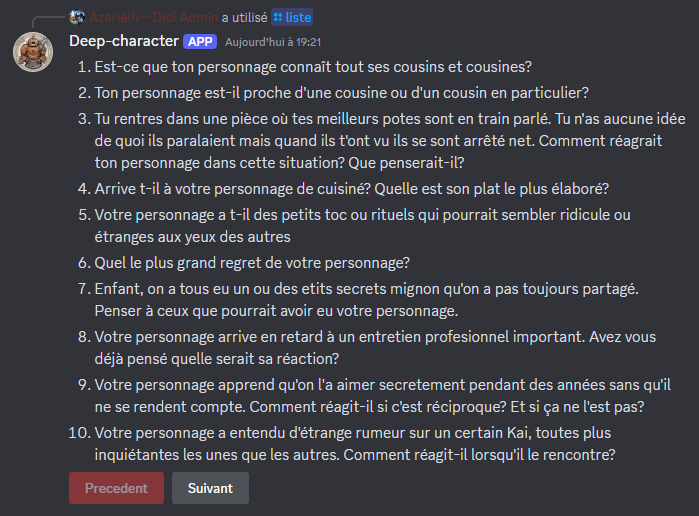 Azarielh--Didi Admin a utilisé liste
Deep-character APP Aujourd'hui à 19:21
1. Est-ce que ton personnage connaît tout ses cousins et cousines?
2. Ton personnage est-il proche d'une cousine ou d'un cousin en particulier?
3. Tu rentres dans une pièce où tes meilleurs potes sont en train parlé. Tu n'as aucune idée
de quoi ils paralaient mais quand ils t'ont vu ils se sont arrêté net. Comment réagrait
ton personnage dans cette situation? Que penserait-il?
4. Arrive t-il à votre personnage de cuisiné? Quelle est son plat le plus élaboré?
5. Votre personnage a t-il des petits toc ou rituels qui pourrait sembler ridicule ou
étranges aux yeux des autres
6. Quel le plus grand regret de votre personnage?
7. Enfant, on a tous eu un ou des etits secrets mignon qu'on a pas toujours partagé.
Penser à ceux que pourrait avoir eu votre personnage.
8. Votre personnage arrive en retard à un entretien profesionnel important. Avez vous
déjà pensé quelle serait sa réaction?
9. Votre personnage apprend qu'on l'a aimer secretement pendant des années sans qu'il
ne se rendent compte. Comment réagit-il si c'est réciproque? Et si ça ne l'est pas?
10. Votre personnage a entendu d'étrange rumeur sur un certain Kai, toutes plus
inquiétantes les unes que les autres. Comment réagit-il lorsqu'il le rencontre?
Precedent Suivant